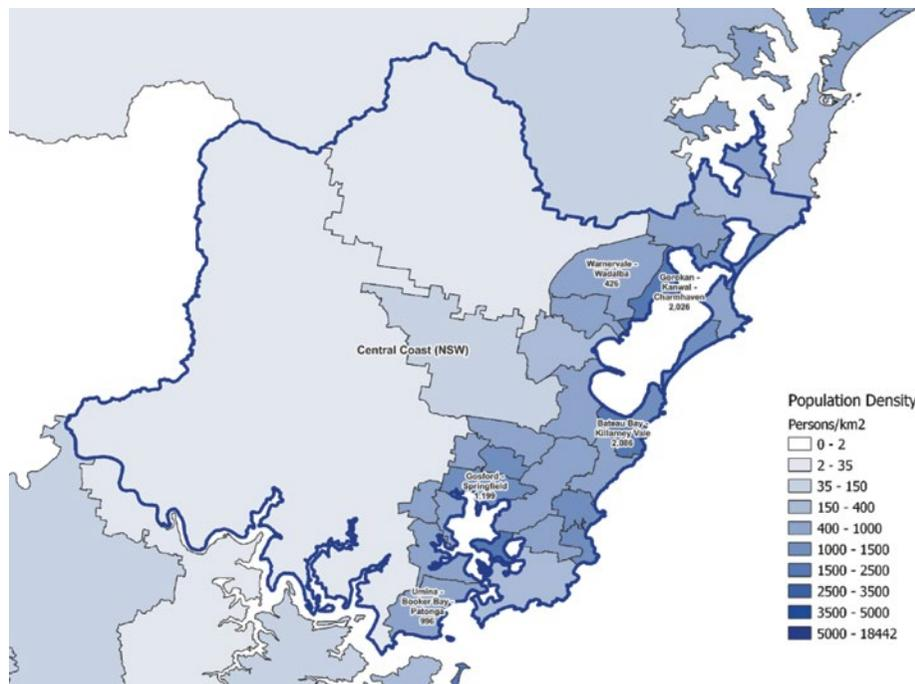 Warnervale -
Wadalba
426
Gorokan -
Kanwal -
Charmhaven
2,026
Central Coast (NSW)
Bateau Bay -
Killarney Vale
2,086
Gosford -
Springfield
1,199
Umina -
Booker Bay -
Patonga
996
Population Density
Persons/km2
0 - 2
2 - 35
35 - 150
150 - 400
400 - 1000
1000 - 1500
1500 - 2500
2500 - 3500
3500 - 5000
5000 - 18442